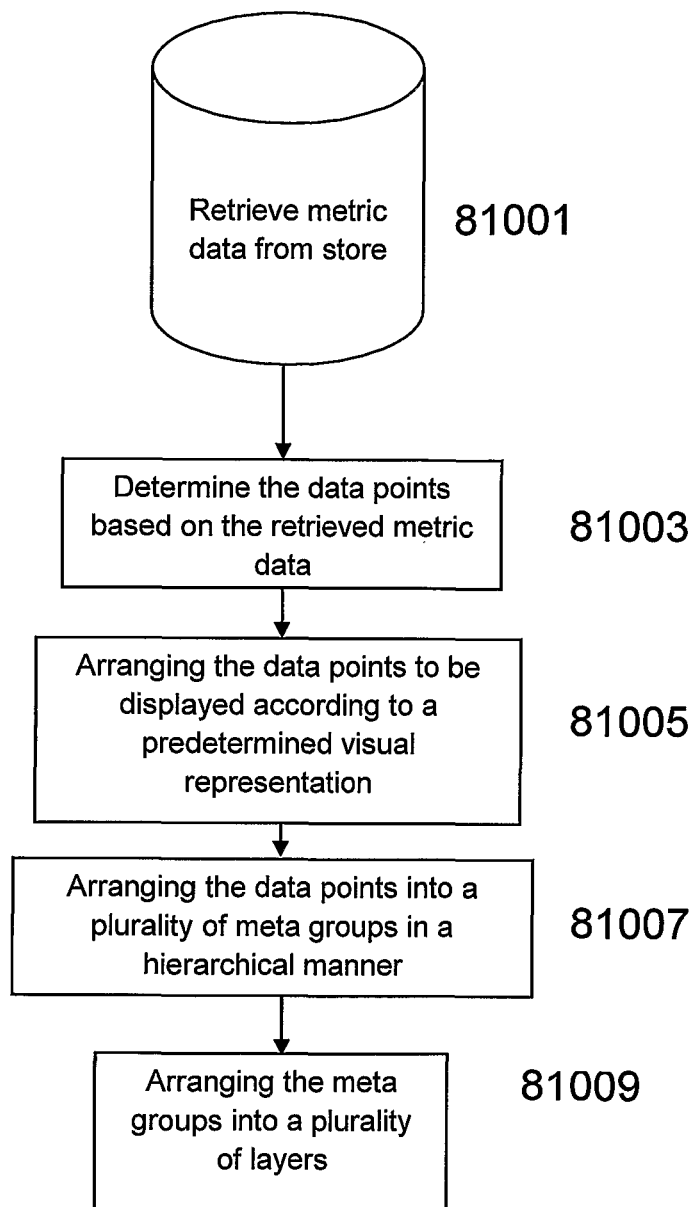 Retrieve metric
data from store
81001
Determine the data points
based on the retrieved metric
data
81003
Arranging the data points to be
displayed according to a
predetermined visual
representation
81005
Arranging the data points into a
plurality of meta groups in a
hierarchical manner
81007
Arranging the meta
groups into a plurality
of layers
81009